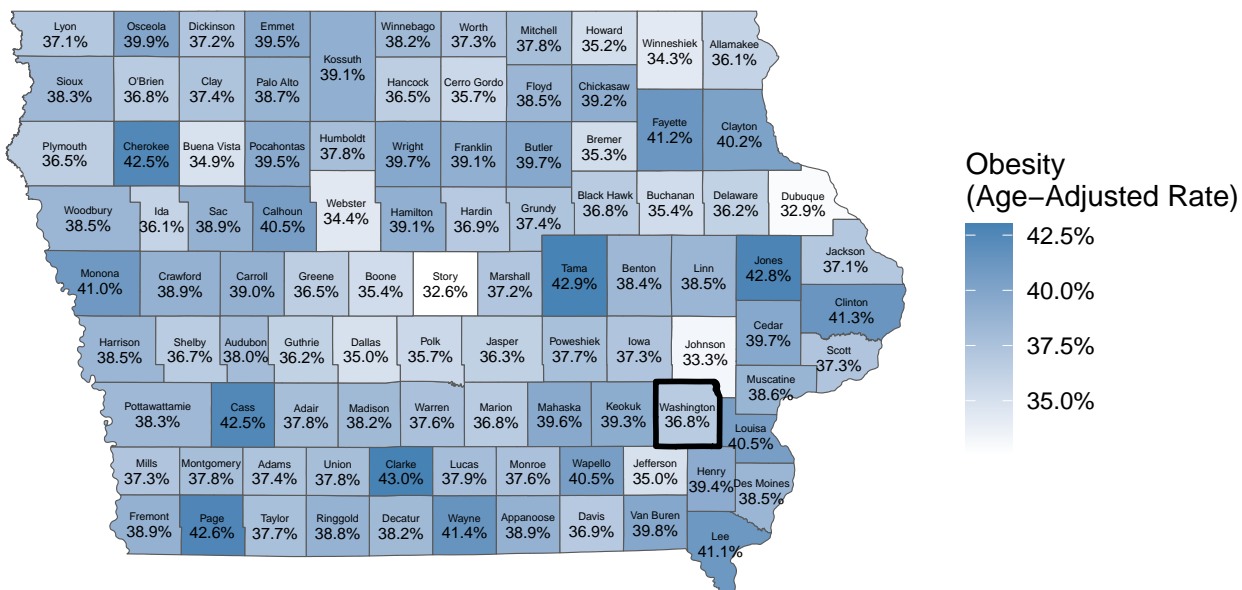 Lyon
37.1%
Osceola
39.9%
Dickinson
37.2%
Emmet
39.5%
Kossuth
39.1%
Winnebago
38.2%
Worth
37.3%
Mitchell
37.8%
Howard
35.2%
Winneshiek
34.3%
Allamakee
36.1%
Sioux
38.3%
O'Brien
36.8%
Clay
37.4%
Palo Alto
38.7%
Hancock
36.5%
Cerro Gordo
35.7%
Floyd
38.5%
Chickasaw
39.2%
Fayette
41.2%
Clayton
40.2%
Plymouth
36.5%
Cherokee
42.5%
Buena Vista
34.9%
Pocahontas
39.5%
Humboldt
37.8%
Wright
39.7%
Franklin
39.1%
Butler
39.7%
Bremer
35.3%
Woodbury
38.5%
Ida
36.1%
Sac
38.9%
Calhoun
40.5%
Webster
34.4%
Hamilton
39.1%
Hardin
36.9%
Grundy
37.4%
Black Hawk
36.8%
Buchanan
35.4%
Delaware
36.2%
Dubuque
32.9%
Monona
41.0%
Crawford
38.9%
Carroll
39.0%
Greene
36.5%
Boone
35.4%
Story
32.6%
Marshall
37.2%
Tama
42.9%
Benton
38.4%
Linn
38.5%
Jones
42.8%
Jackson
37.1%
Clinton
41.3%
Harrison
38.5%
Shelby
36.7%
Audubon
38.0%
Guthrie
36.2%
Dallas
35.0%
Polk
35.7%
Jasper
36.3%
Poweshiek
37.7%
Iowa
37.3%
Johnson
33.3%
Cedar
39.7%
Scott
37.3%
Muscatine
38.6%
Pottawattamie
38.3%
Cass
42.5%
Adair
37.8%
Madison
38.2%
Warren
37.6%
Marion
36.8%
Mahaska
39.6%
Keokuk
39.3%
Washington
36.8%
Louisa
40.5%
Mills
37.3%
Montgomery
37.8%
Adams
37.4%
Union
37.8%
Clarke
43.0%
Lucas
37.9%
Monroe
37.6%
Wapello
40.5%
Jefferson
35.0%
Henry
39.4%
Des Moines
38.5%
Fremont
38.9%
Page
42.6%
Taylor
37.7%
Ringgold
38.8%
Decatur
38.2%
Wayne
41.4%
Appanoose
38.9%
Davis
36.9%
Van Buren
39.8%
Lee
41.1%
Obesity
(Age−Adjusted Rate)
42.5%
40.0%
37.5%
35.0%